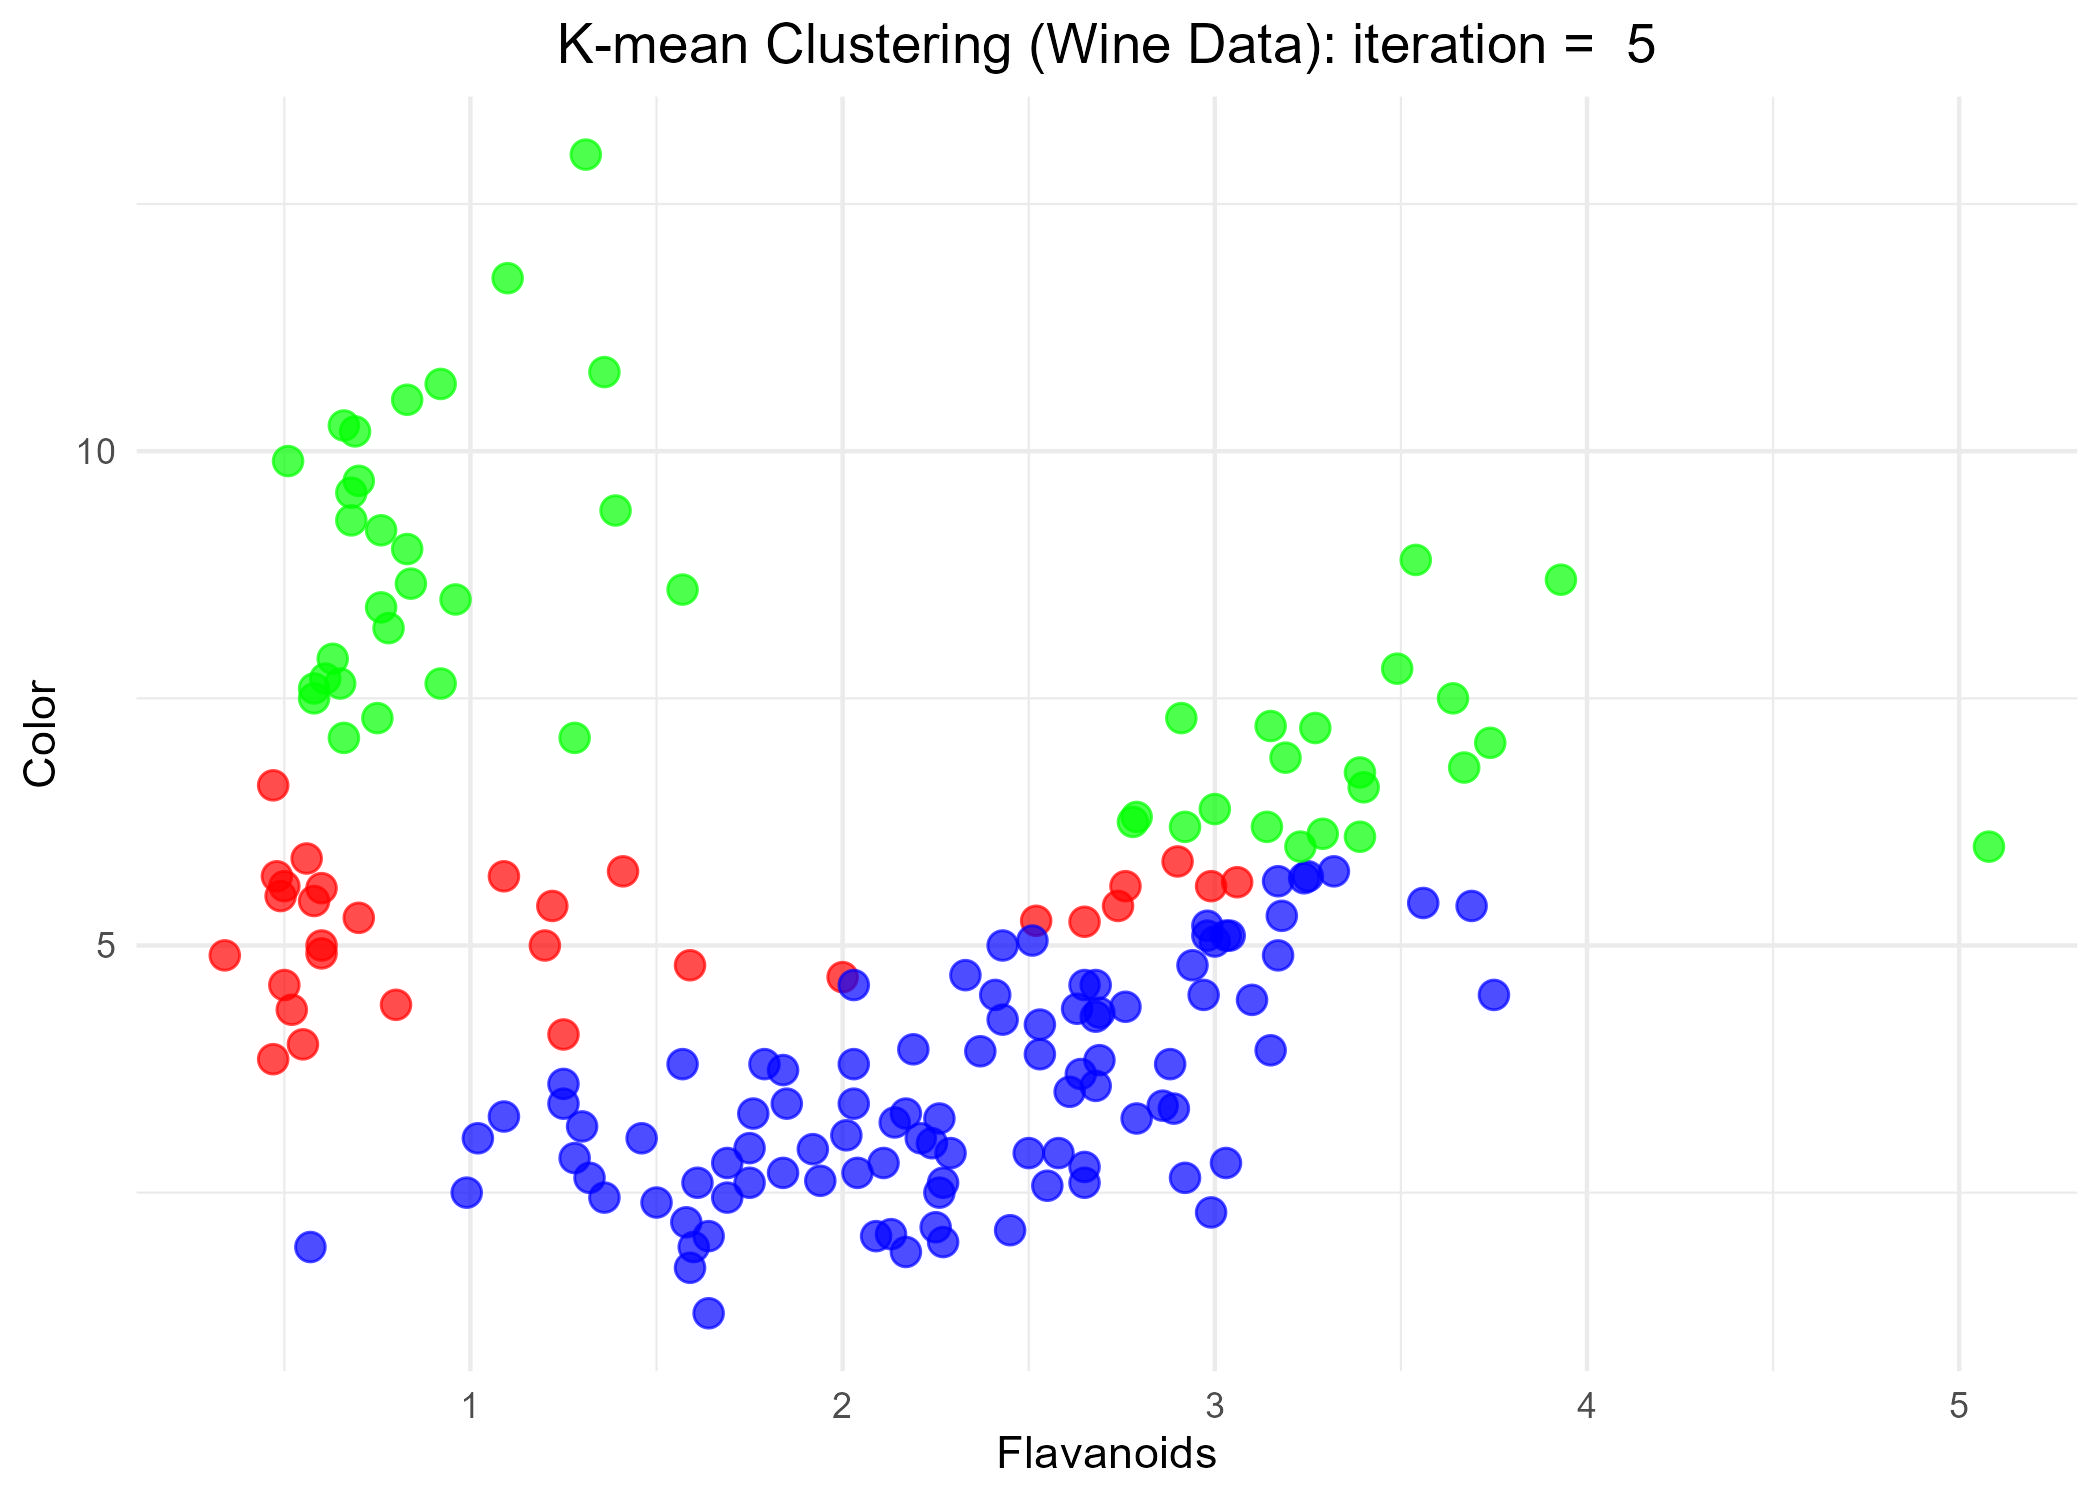 K-mean Clustering (Wine Data): iteration =  5
10
5
Color
1 2 3 4 5
Flavanoids